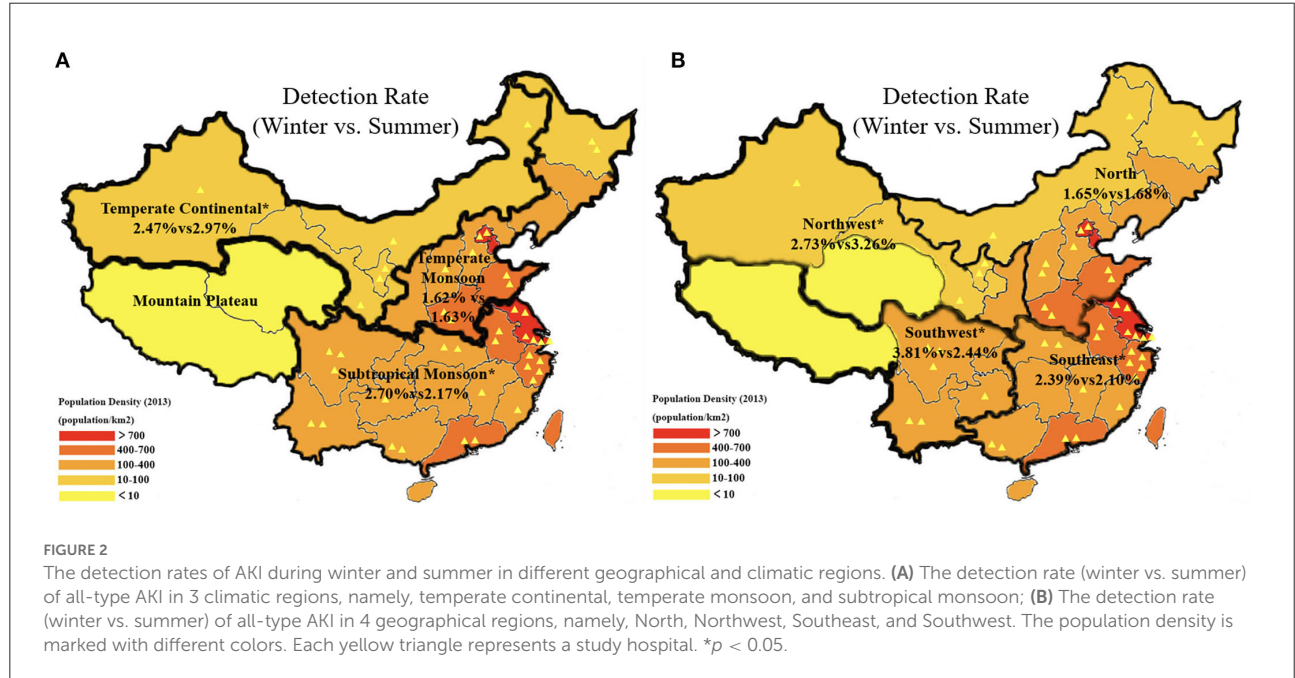 A
Detection Rate
(Winter vs. Summer)
Temperate Continental*
2.47%vs2.97%
Mountain Plateau
Temperate
Monsoon
1.62% vs
1.63%
Subtropical Monsoon*
2.70%vs2.17%
Population Density (2013)
(population/km2)
> 700
400-700
100-400
10-100
< 10
B
Detection Rate
(Winter vs. Summer)
North
1.65%vs1.68%
Northwest*
2.73%vs3.26%
Southwest*
3.81%vs2.44%
Southeast*
2.39%vs2.10%
Population Density (2013)
(population/km2)
> 700
400-700
100-400
10-100
< 10
FIGURE 2
The detection rates of AKI during winter and summer in different geographical and climatic regions. (A) The detection rate (winter vs. summer)
of all-type AKI in 3 climatic regions, namely, temperate continental, temperate monsoon, and subtropical monsoon; (B) The detection rate
(winter vs. summer) of all-type AKI in 4 geographical regions, namely, North, Northwest, Southeast, and Southwest. The population density is
marked with different colors. Each yellow triangle represents a study hospital. *p < 0.05.